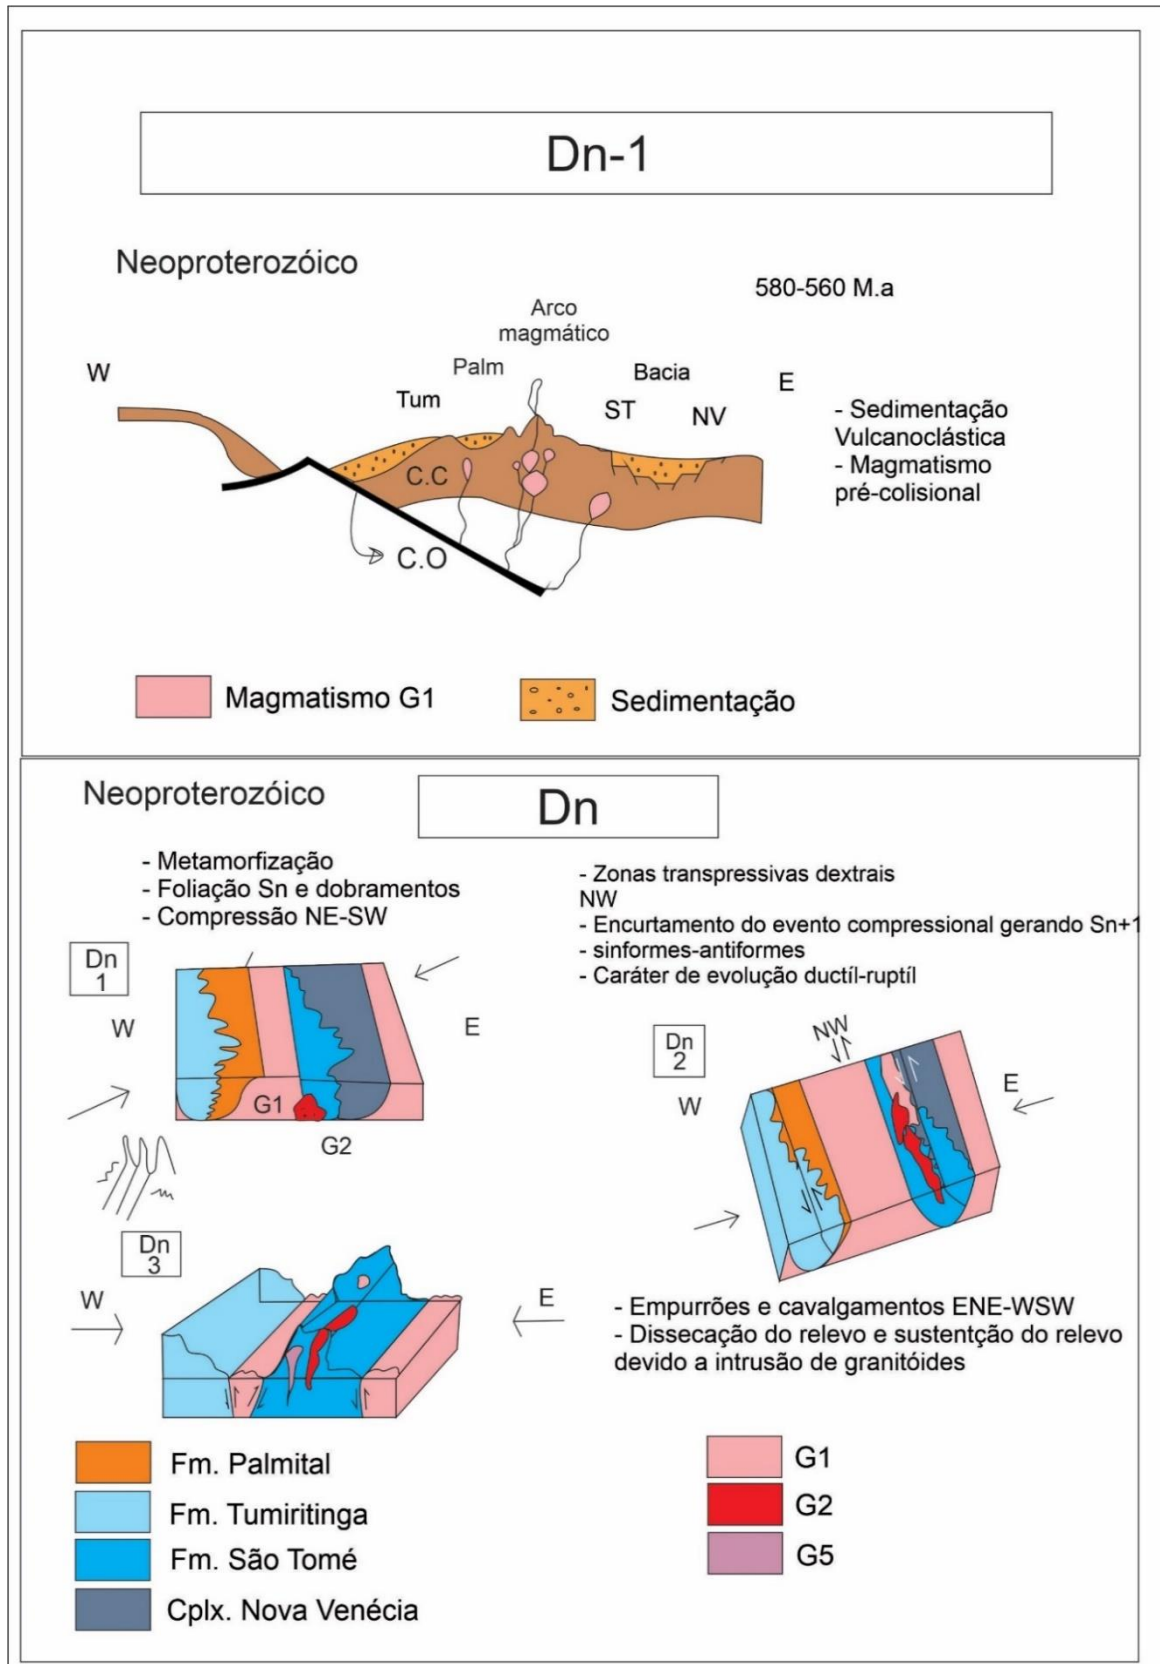 Dn-1
Neoproterozóico
580-560 M.a
Arco
magmático
W
Palm
Bacia
E
Tum
ST
NV
- Sedimentação
Vulcanoclástica
- Magmatismo
pré-colisional
C.C
C.O
Magmatismo G1
Sedimentação
Neoproterozóico
Dn
- Metamorfização
- Foliação Sn e dobramentos
- Compressão NE-SW
- Zonas transpressivas dextrais
NW
- Encurtamento do evento compressional gerando Sn+1
- sinformes-antiformes
- Caráter de evolução ductíl-ruptíl
Dn
1
W
E
G1
G2
Dn
2
NW
W
E
Dn
3
W
E
- Empurrões e cavalgamentos ENE-WSW
- Dissecação do relevo e sustentção do relevo
devido a intrusão de granitóides
Fm. Palmital
Fm. Tumiritinga
Fm. São Tomé
Cplx. Nova Venécia
G1
G2
G5